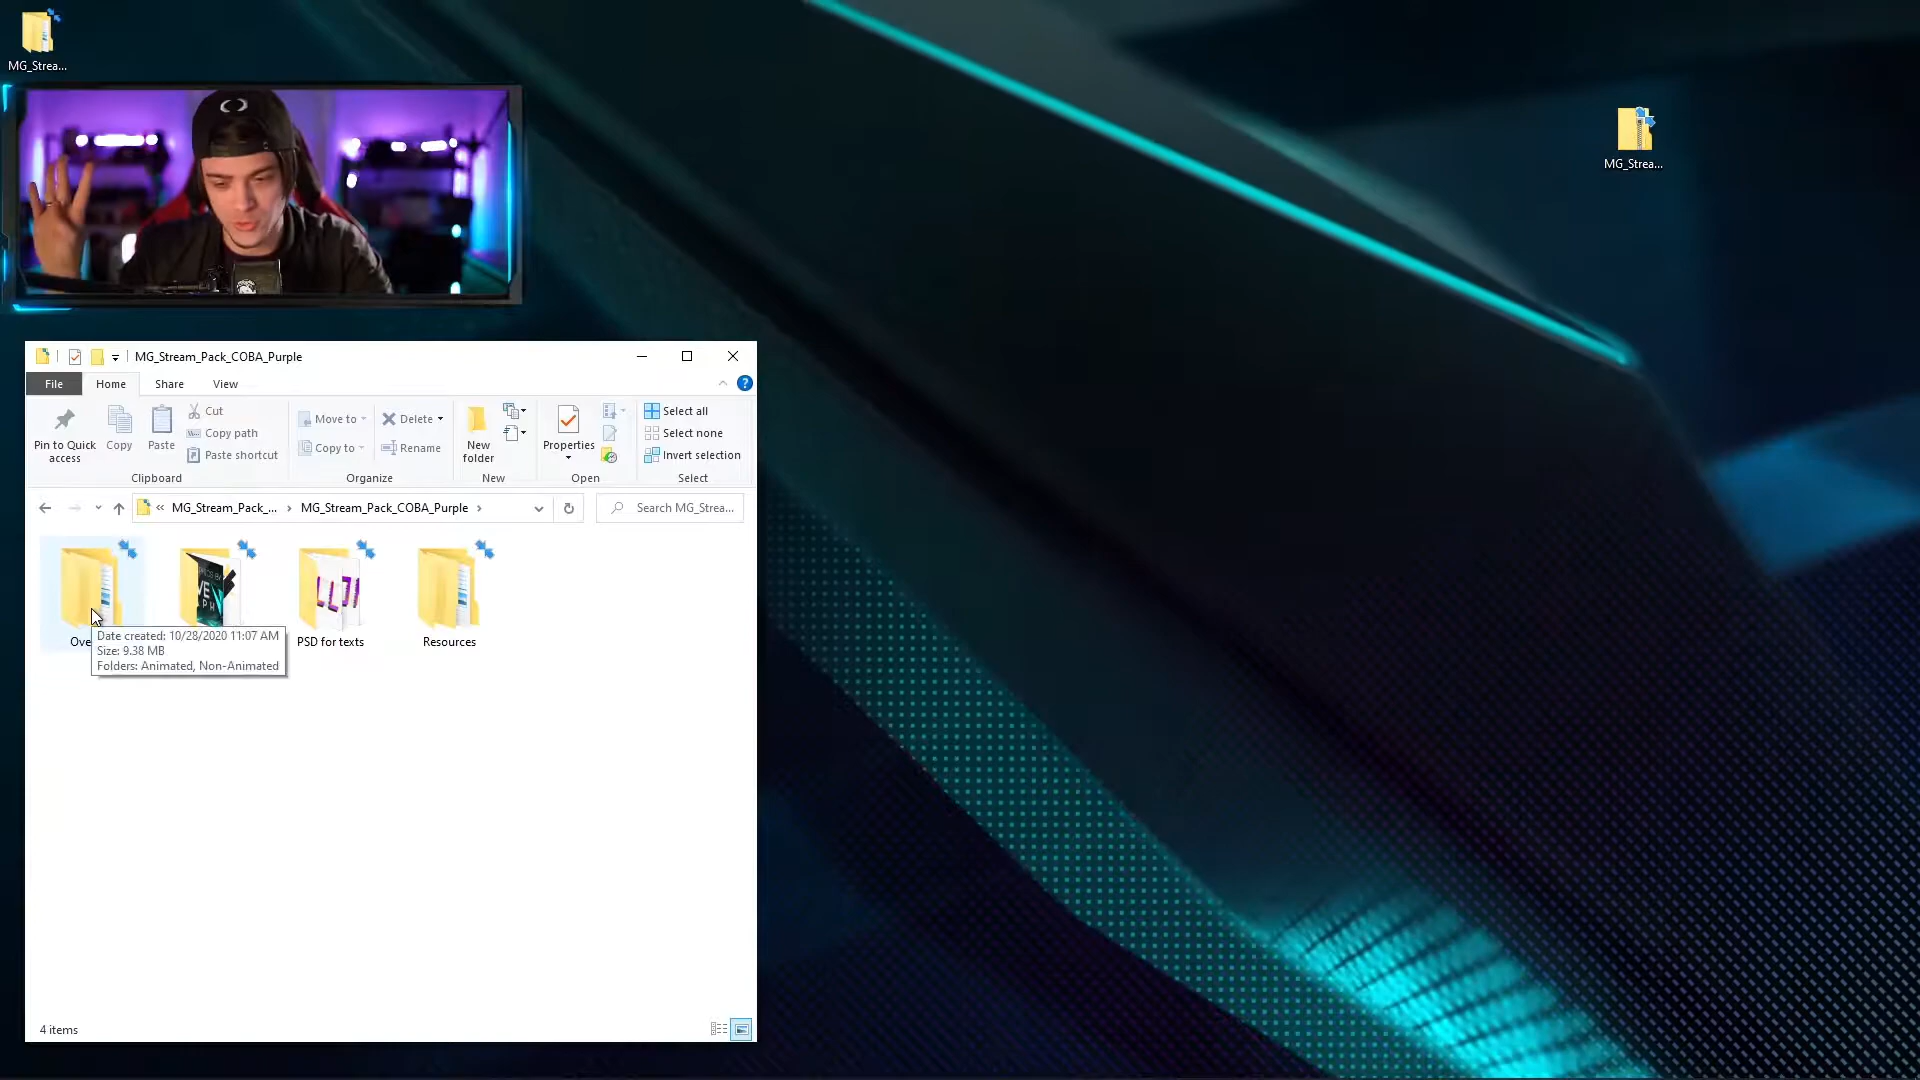 MG_Strea...
MG_Strea...
MG_Stream_Pack_COBA_Purple
File Home Share View
Pin to Quick access
Copy
Paste
Cut
Copy path
Paste shortcut
Clipboard
Move to
Copy to
Delete
Rename
Organize
New folder
New
Properties
Open
Select all
Select none
Invert selection
Select
« MG_Stream_Pack_... › MG_Stream_Pack_COBA_Purple ›
Search MG_Strea...
Ove
PSD for texts
Resources
Date created: 10/28/2020 11:07 AM
Size: 9.38 MB
Folders: Animated, Non-Animated
4 items